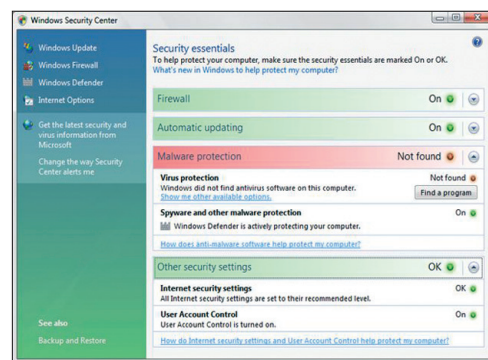 Windows Security Center
Windows Update
Windows Firewall
Windows Defender
Internet Options
Get the latest security and
virus information from
Microsoft
Change the way Security
Center alerts me
See also
Backup and Restore
Security essentials
To help protect your computer, make sure the security essentials are marked On or OK.
What's new in Windows to help protect my computer?
Firewall On
Automatic updating On
Malware protection Not found
Virus protection Not found
Windows did not find antivirus software on this computer.
Show me other available options.
Find a program
Spyware and other malware protection On
Windows Defender is actively protecting your computer.
How does anti-malware software help protect my computer?
Other security settings OK
Internet security settings OK
All Internet security settings are set to their recommended level.
User Account Control On
User Account Control is turned on.
How do Internet security settings and User Account Control help protect my computer?